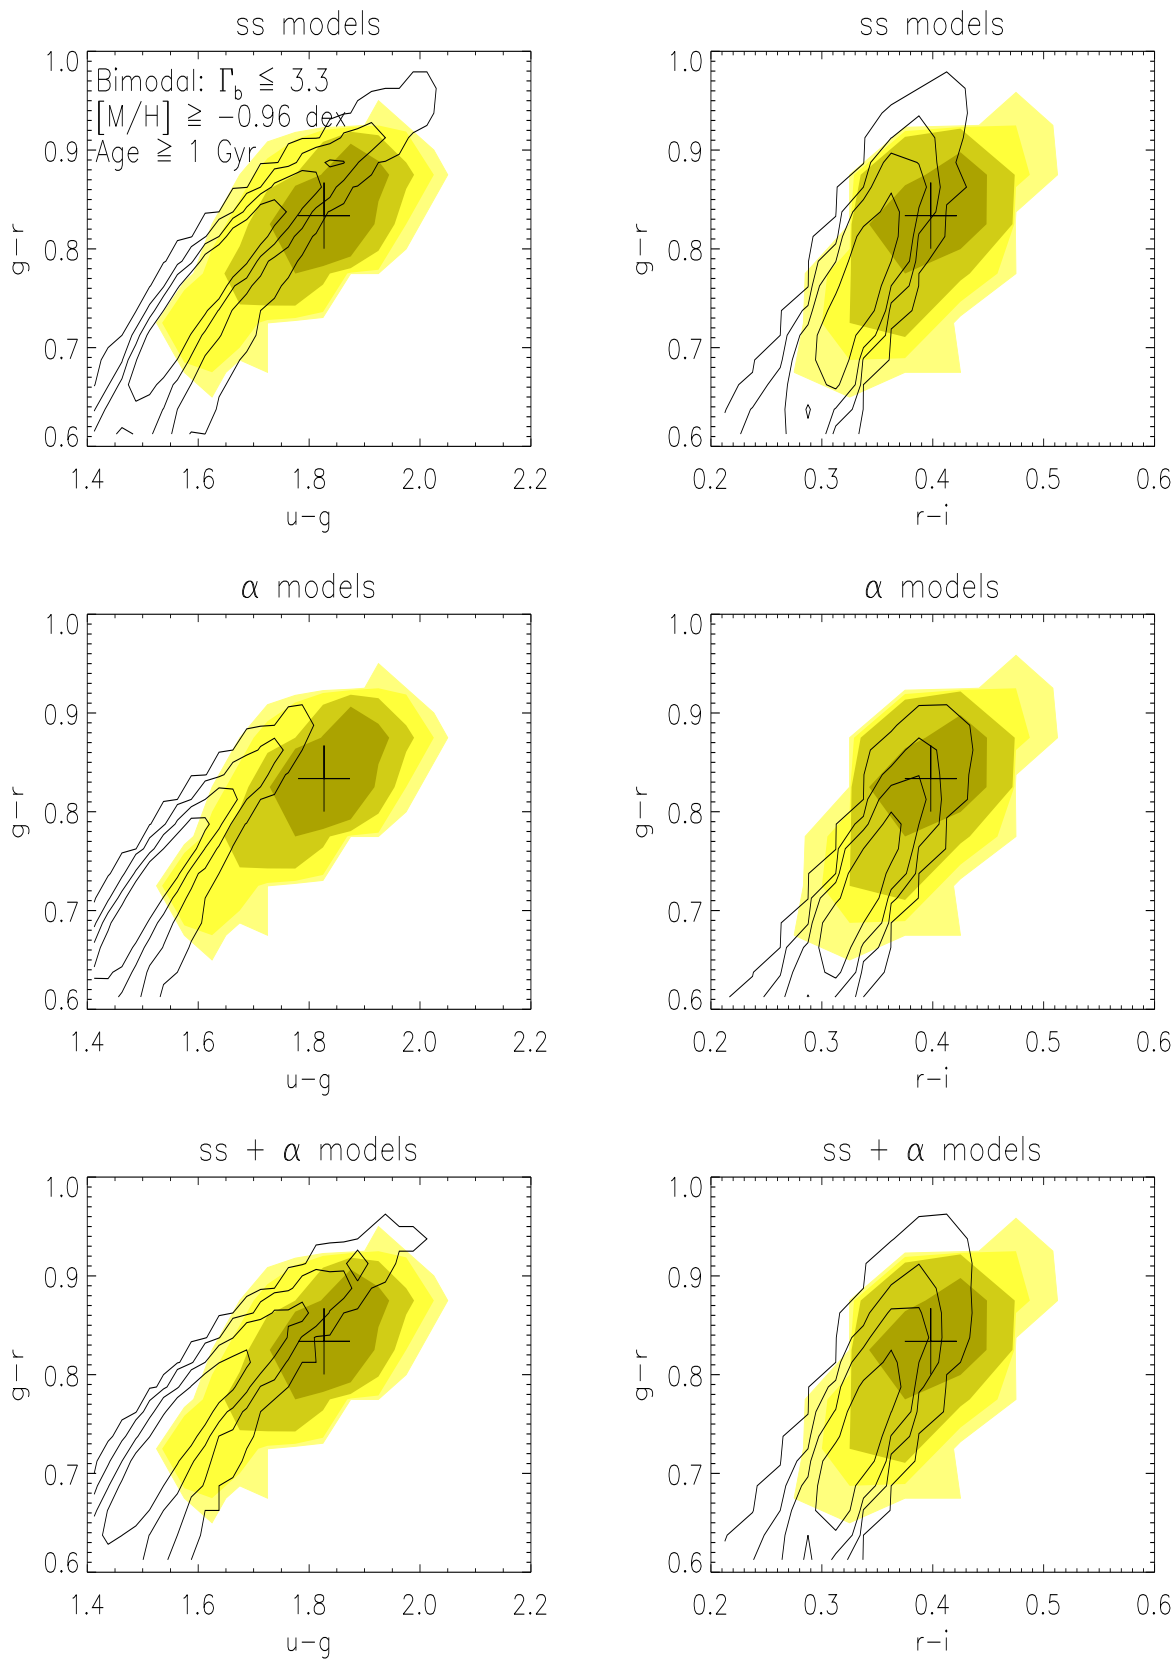 ss models
Bimodal: Γb ≦ 3.3
[M/H] ≧ −0.96 dex
Age ≧ 1 Gyr
1.0
0.9
0.8
0.7
0.6
g−r
1.4 1.6 1.8 2.0 2.2
u−g
ss models
1.0
0.9
0.8
0.7
0.6
g−r
0.2 0.3 0.4 0.5 0.6
r−i
α models
1.0
0.9
0.8
0.7
0.6
g−r
1.4 1.6 1.8 2.0 2.2
u−g
α models
1.0
0.9
0.8
0.7
0.6
g−r
0.2 0.3 0.4 0.5 0.6
r−i
ss + α models
1.0
0.9
0.8
0.7
0.6
g−r
1.4 1.6 1.8 2.0 2.2
u−g
ss + α models
1.0
0.9
0.8
0.7
0.6
g−r
0.2 0.3 0.4 0.5 0.6
r−i